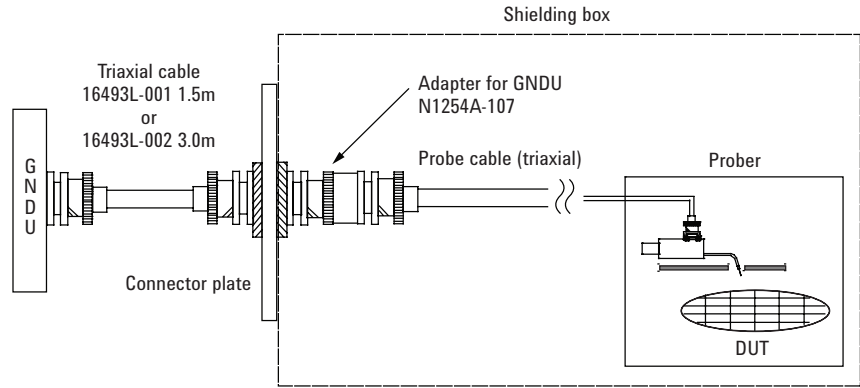 Shielding box
Triaxial cable
16493L-001 1.5m
or
16493L-002 3.0m
Adapter for GNDU
N1254A-107
GNDU
Probe cable (triaxial)
Prober
Connector plate
DUT